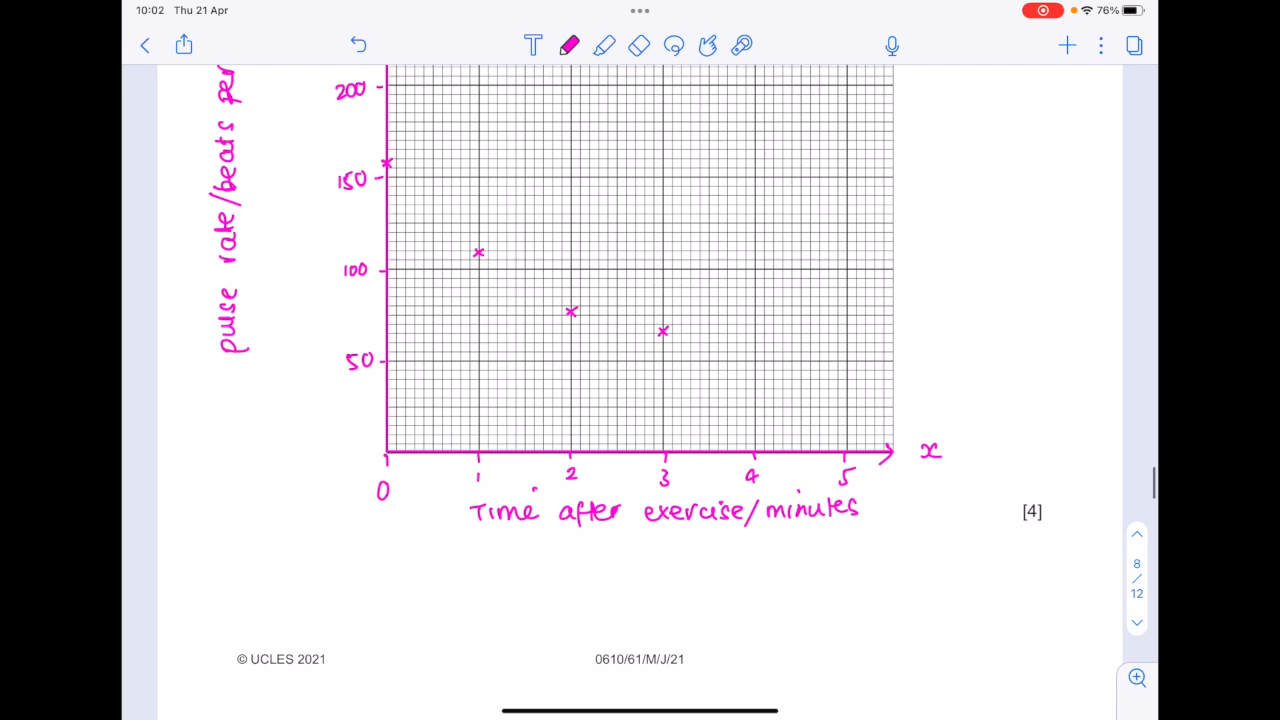 10:02 Thu 21 Apr
76%
T
200
150
100
50
pulse rate/beats per
x
0 1 2 3 4 5
Time after exercise/minutes
[4]
8
/
12
© UCLES 2021
0610/61/M/J/21